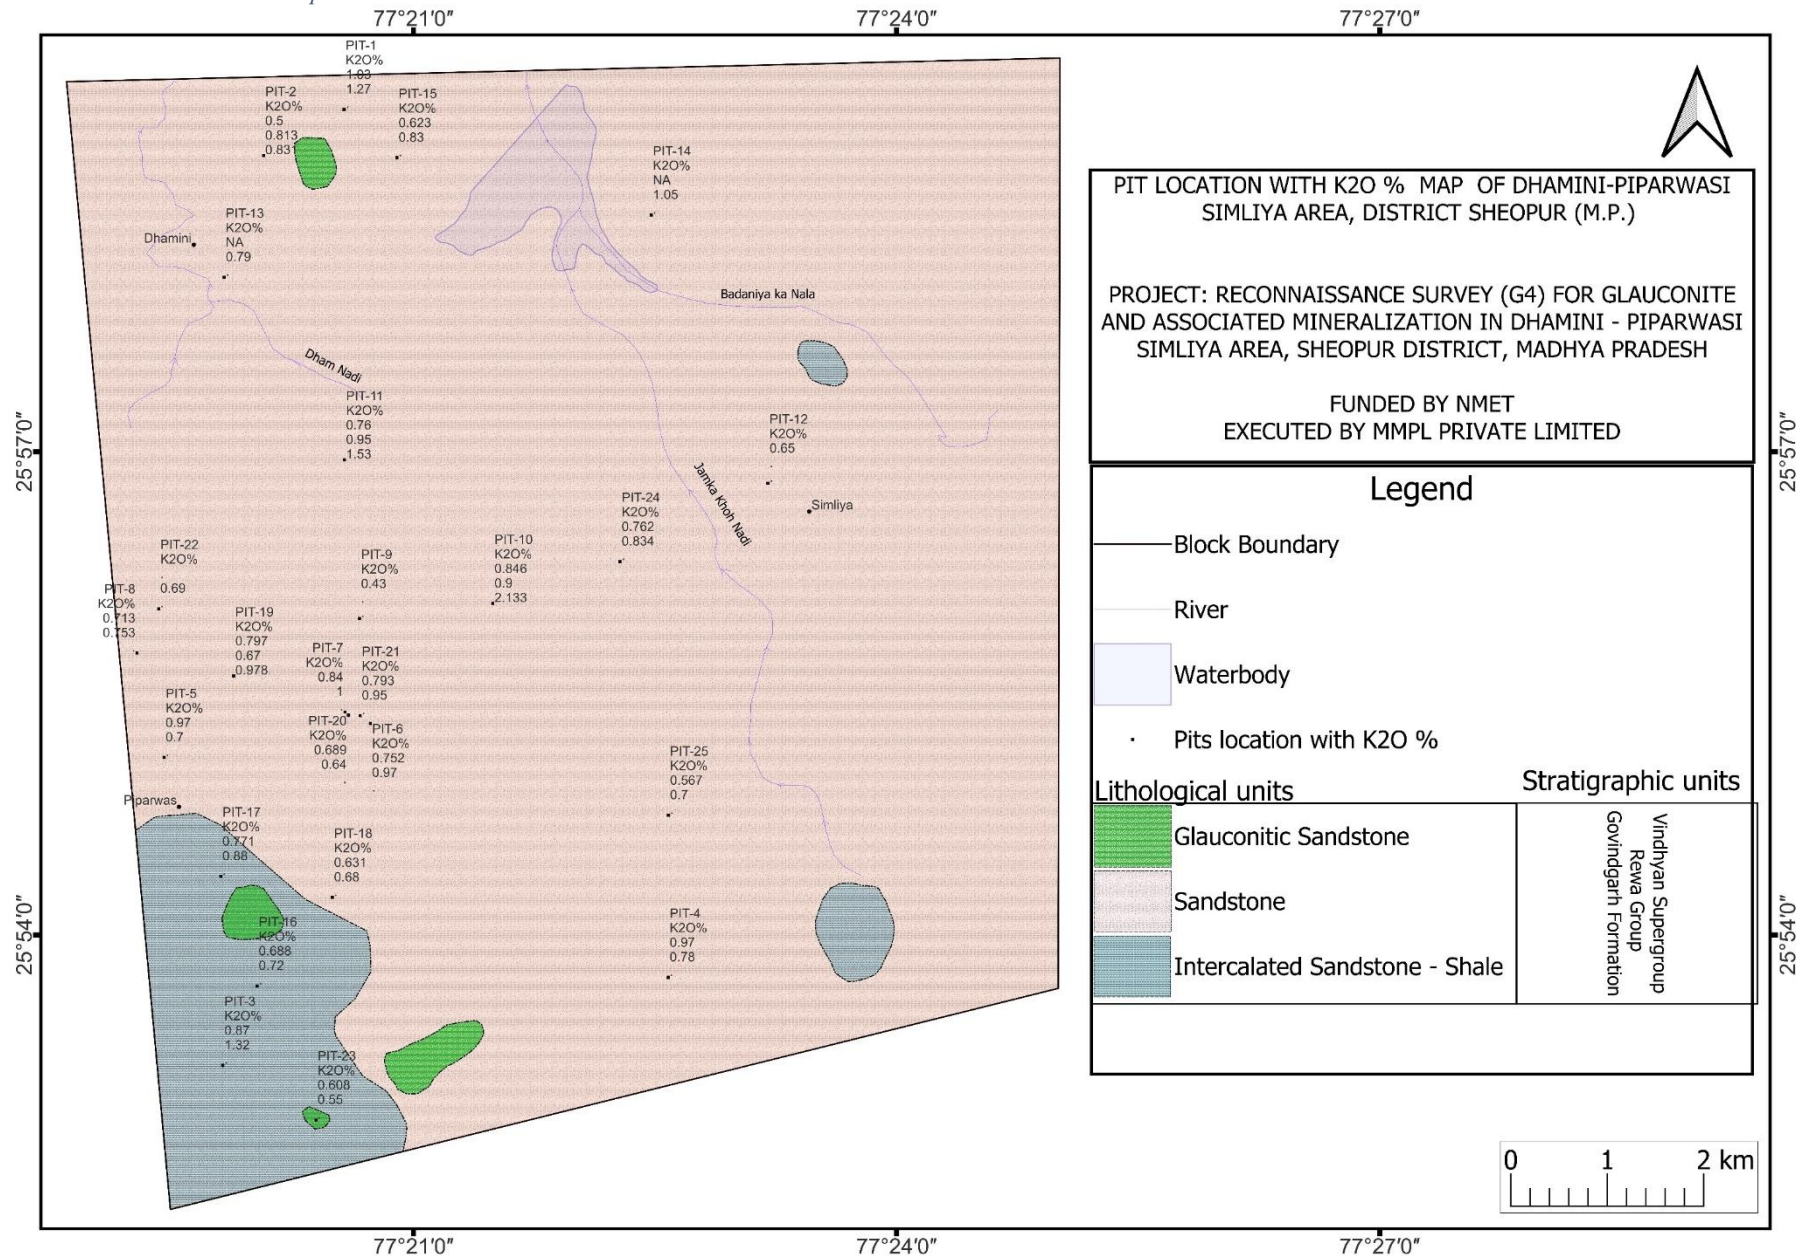 77°21'0"
77°24'0"
77°27'0"
PIT-1
K2O%
1.03
1.27
PIT-2
K2O%
0.5
0.813
0.831
PIT-15
K2O%
0.623
0.83
PIT-14
K2O%
NA
1.05
PIT-13
K2O%
NA
0.79
Dhamini
Badaniya ka Nala
Dham Nadi
PIT-11
K2O%
0.76
0.95
1.53
PIT-12
K2O%
0.65
Jamka Khoh Nadi
Simliya
PIT-24
K2O%
0.762
0.834
PIT-10
K2O%
0.846
0.9
2.133
PIT-22
K2O%
0.69
PIT-9
K2O%
0.43
PIT-8
K2O%
0.713
0.753
PIT-19
K2O%
0.797
0.67
0.978
PIT-7
K2O%
0.84
1
PIT-21
K2O%
0.793
0.95
PIT-5
K2O%
0.97
0.7
PIT-20
K2O%
0.689
0.64
PIT-6
K2O%
0.752
0.97
PIT-25
K2O%
0.567
0.7
Piparwas
PIT-17
K2O%
0.771
0.88
PIT-18
K2O%
0.631
0.68
PIT-16
K2O%
0.688
0.72
PIT-4
K2O%
0.97
0.78
PIT-3
K2O%
0.87
1.32
PIT-23
K2O%
0.608
0.55
25°57'0"
25°54'0"
PIT LOCATION WITH K2O % MAP OF DHAMINI-PIPARWASI
SIMLIYA AREA, DISTRICT SHEOPUR (M.P.)
PROJECT: RECONNAISSANCE SURVEY (G4) FOR GLAUCONITE
AND ASSOCIATED MINERALIZATION IN DHAMINI - PIPARWASI
SIMLIYA AREA, SHEOPUR DISTRICT, MADHYA PRADESH
FUNDED BY NMET
EXECUTED BY MMPL PRIVATE LIMITED
Legend
Block Boundary
River
Waterbody
Pits location with K2O %
Lithological units
Stratigraphic units
Glauconitic Sandstone
Sandstone
Intercalated Sandstone - Shale
Vindhyan Supergroup
Rewa Group
Govindgarh Formation
25°57'0"
25°54'0"
0 1 2 km
77°21'0"
77°24'0"
77°27'0"